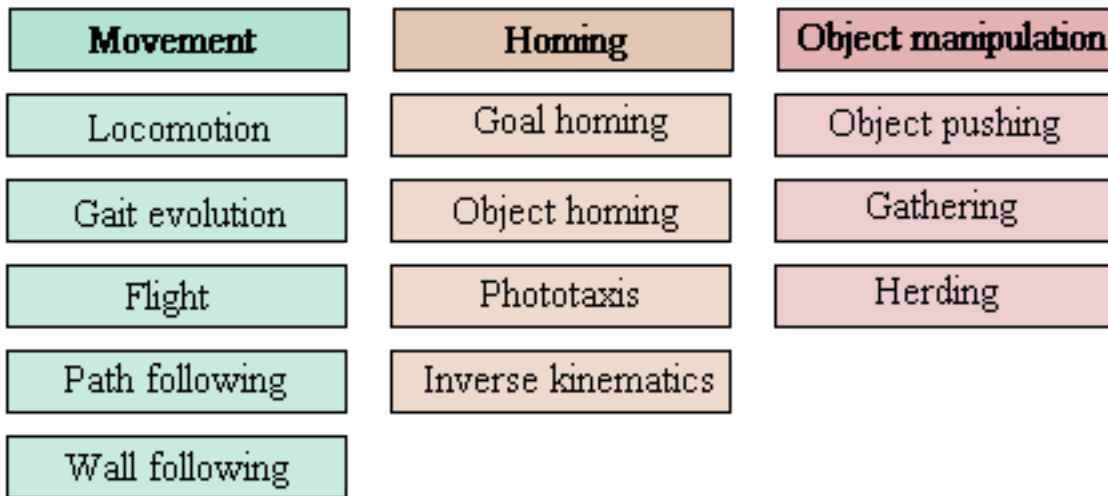 Movement
Locomotion
Gait evolution
Flight
Path following
Wall following
Homing
Goal homing
Object homing
Phototaxis
Inverse kinematics
Object manipulation
Object pushing
Gathering
Herding